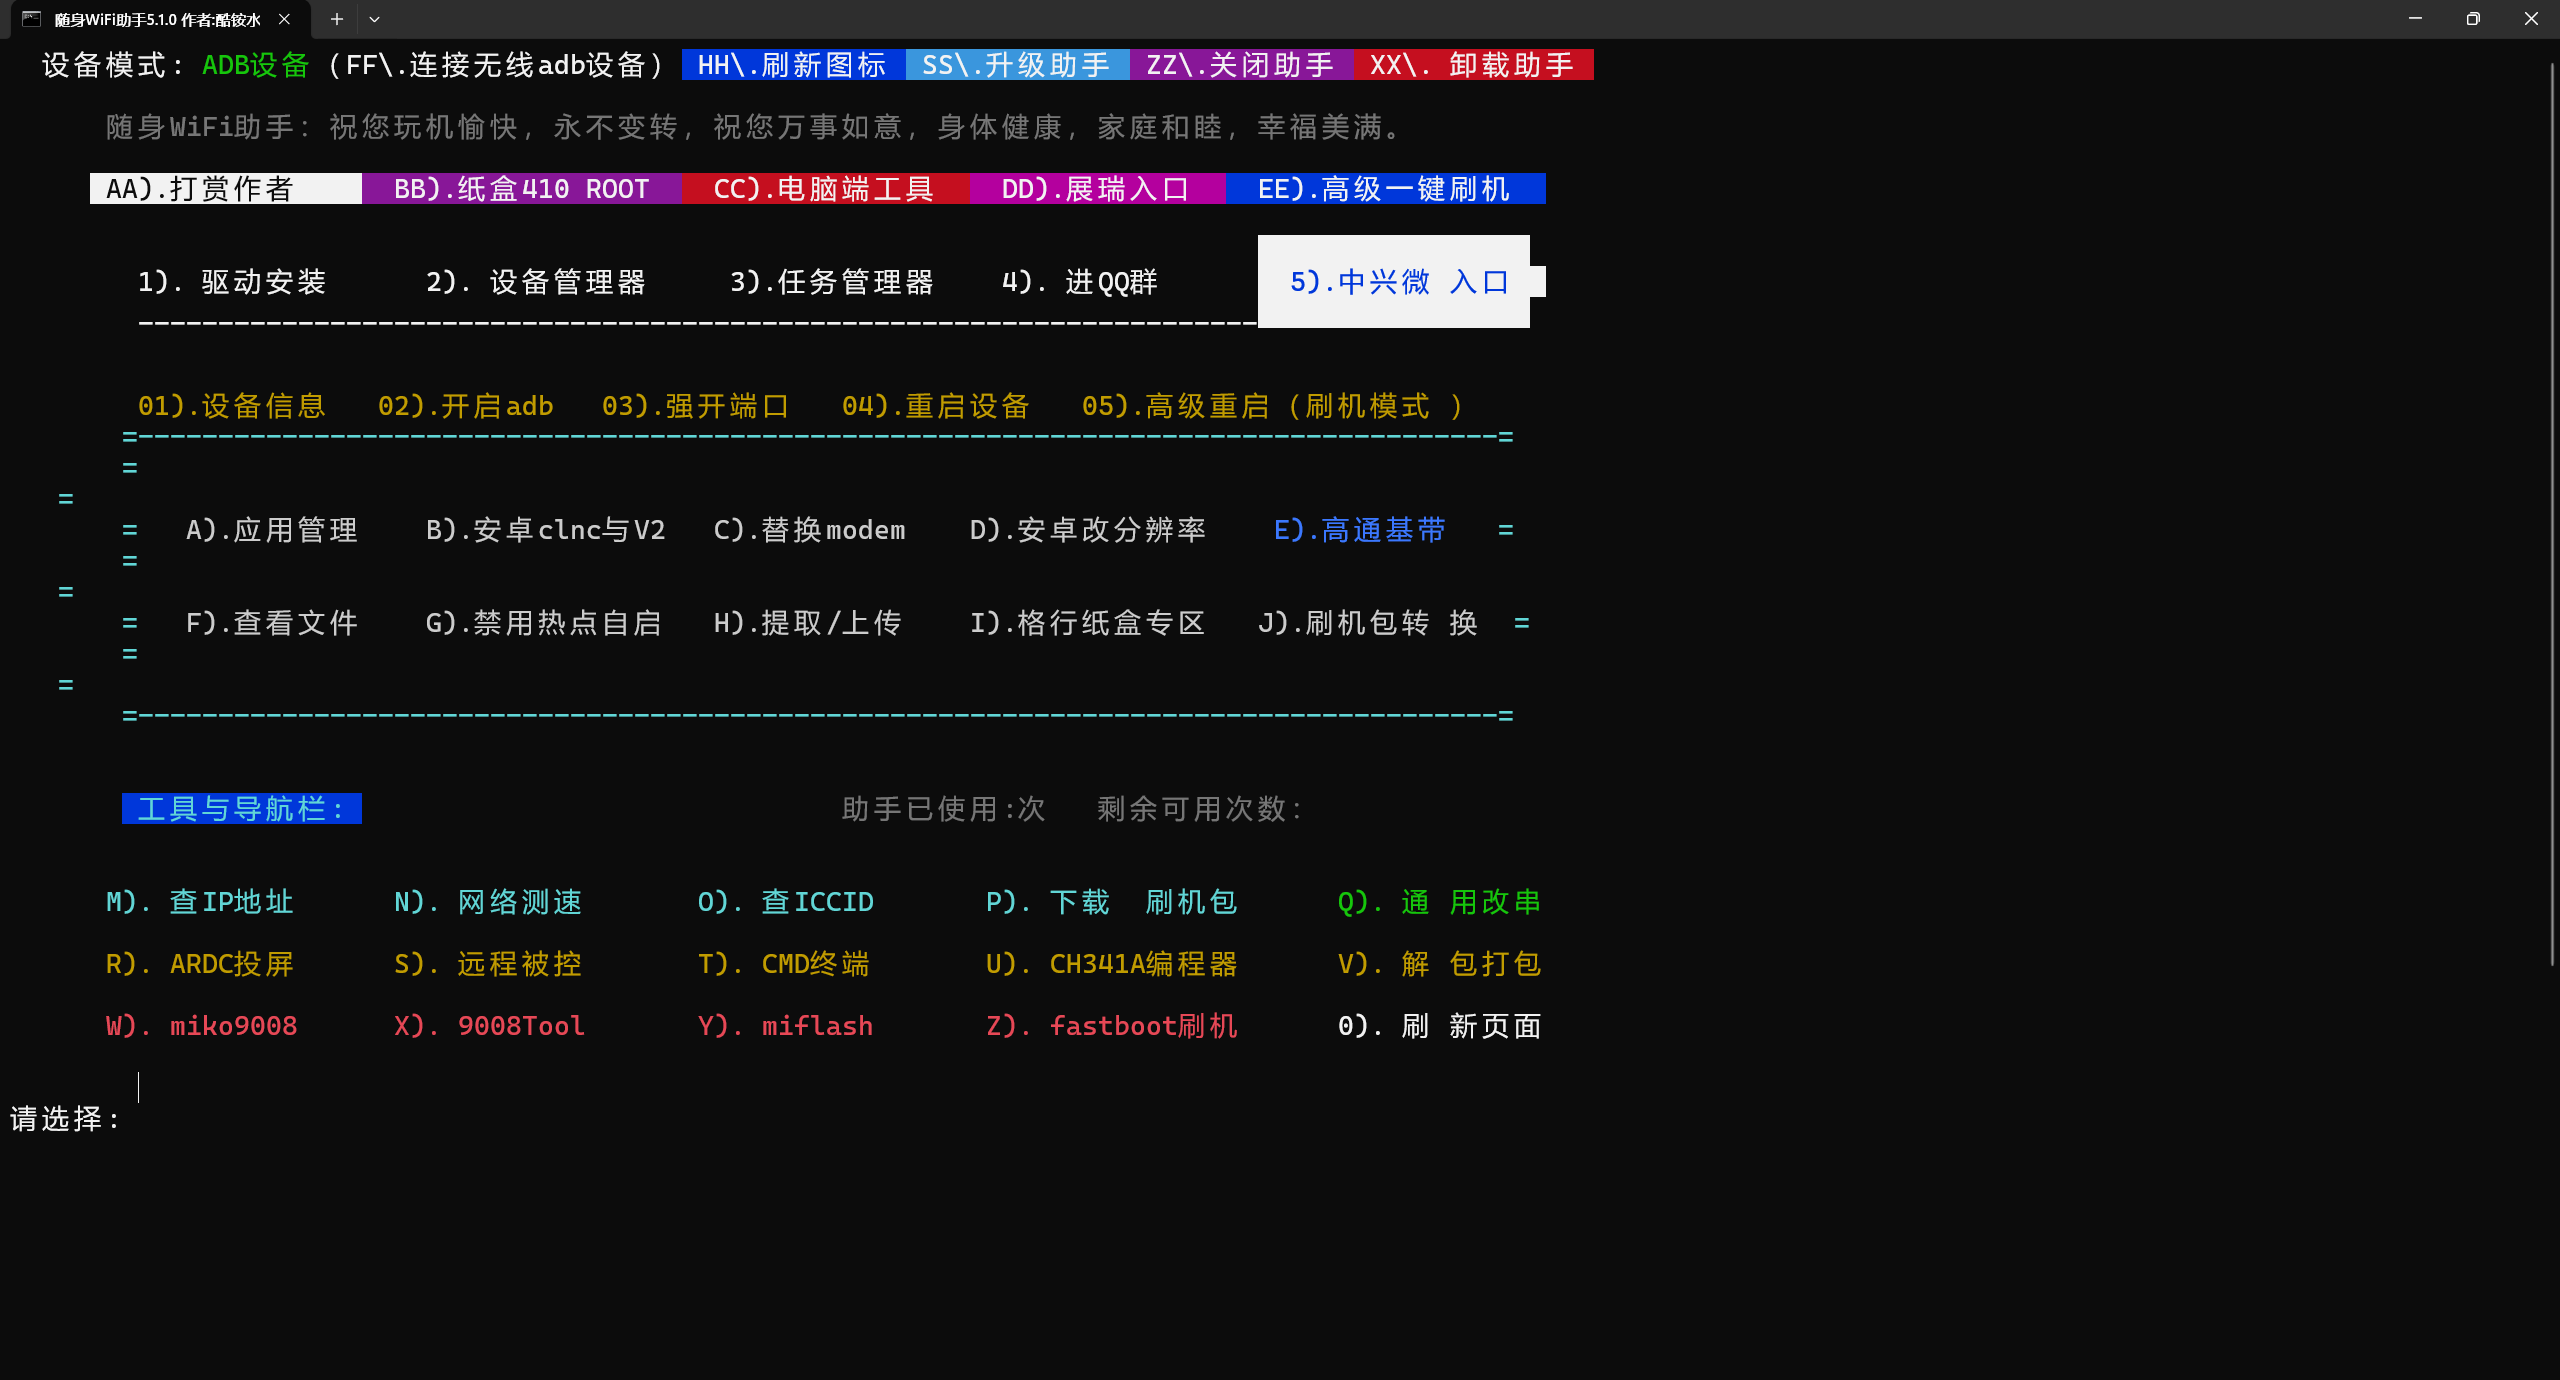 随身WiFi助手5.1.0 作者:酷铵水
设备模式: ADB设备 (FF\.连接无线adb设备) HH\.刷新图标 SS\.升级助手 ZZ\.关闭助手 XX\. 卸载助手
随身WiFi助手: 祝您玩机愉快, 永不变转, 祝您万事如意, 身体健康, 家庭和睦, 幸福美满。
AA).打赏作者 BB).纸盒410 ROOT CC).电脑端工具 DD).展瑞入口 EE).高级一键刷机
1). 驱动安装 2). 设备管理器 3).任务管理器 4). 进QQ群 5).中兴微 入口
----------------------------------------------------------------------
01).设备信息 02).开启adb 03).强开端口 04).重启设备 05).高级重启 (刷机模式 )
=-------------------------------------------------------------------------------------=
=
=
= A).应用管理 B).安卓clnc与V2 C).替换modem D).安卓改分辨率 E).高通基带 =
=
=
= F).查看文件 G).禁用热点自启 H).提取/上传 I).格行纸盒专区 J).刷机包转 换 =
=
=
=-------------------------------------------------------------------------------------=
工具与导航栏: 助手已使用:次 剩余可用次数:
M). 查IP地址 N). 网络测速 O). 查ICCID P). 下载 刷机包 Q). 通 用改串
R). ARDC投屏 S). 远程被控 T). CMD终端 U). CH341A编程器 V). 解 包打包
W). miko9008 X). 9008Tool Y). miflash Z). fastboot刷机 0). 刷 新页面
请选择: